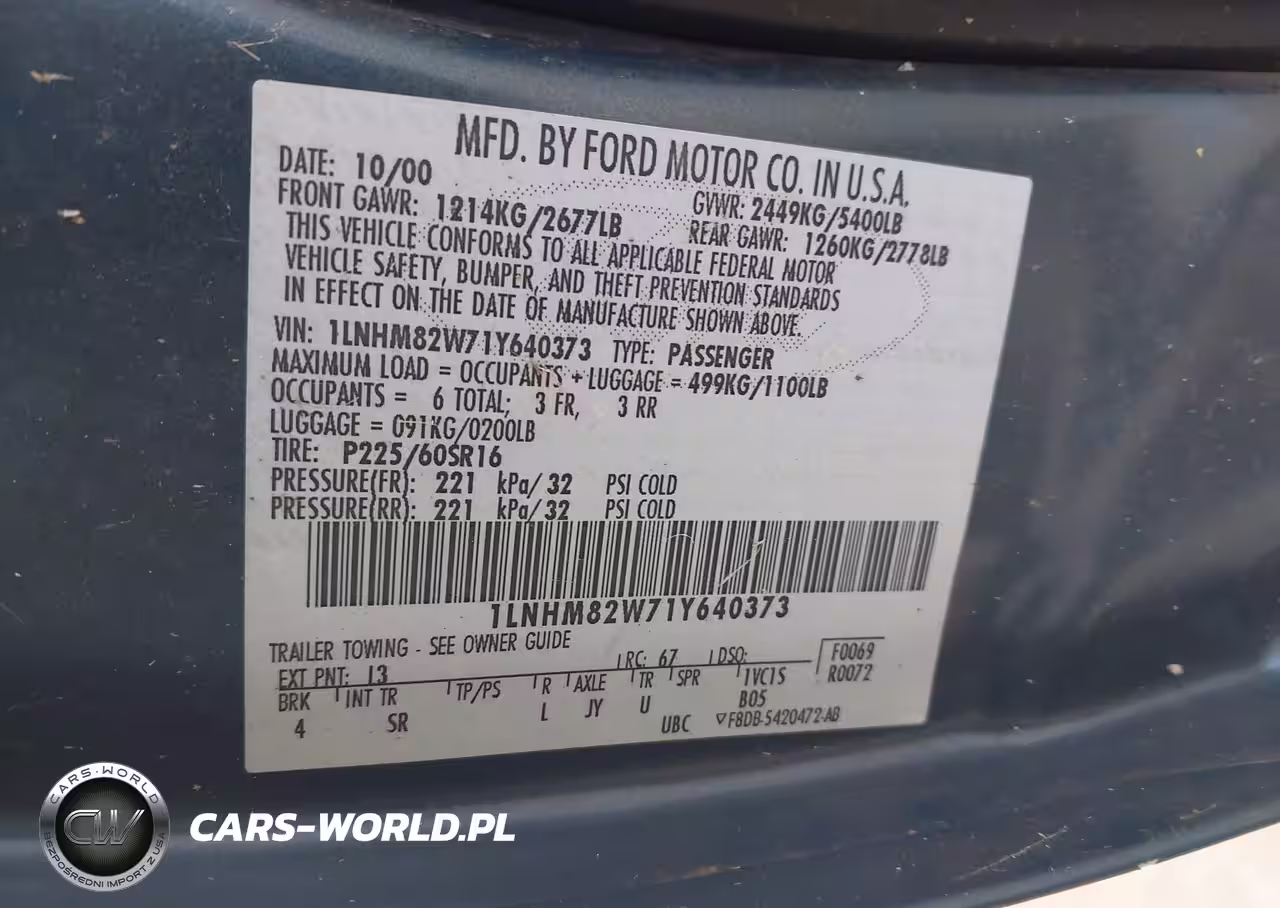 MFD. BY FORD MOTOR CO. IN U.S.A.
DATE: 10/00 GVWR: 2449KG/5400LB
FRONT GAWR: 1214KG/2677LB REAR GAWR: 1260KG/2778LB
THIS VEHICLE CONFORMS TO ALL APPLICABLE FEDERAL MOTOR
VEHICLE SAFETY, BUMPER, AND THEFT PREVENTION STANDARDS
IN EFFECT ON THE DATE OF MANUFACTURE SHOWN ABOVE.
VIN: 1LNHM82W71Y640373 TYPE: PASSENGER
MAXIMUM LOAD = OCCUPANTS + LUGGAGE = 499KG/1100LB
OCCUPANTS = 6 TOTAL; 3 FR, 3 RR
LUGGAGE = 091KG/0200LB
TIRE: P225/60SR16
PRESSURE(FR): 221 kPa/ 32 PSI COLD
PRESSURE(RR): 221 kPa/ 32 PSI COLD
1LNHM82W71Y640373
TRAILER TOWING - SEE OWNER GUIDE
EXT PNT: 13 RC: 67 DSO: F0069
BRK INT TR TP/PS R AXLE TR SPR 1VC1S R0072
4 SR L JY U B05
UBC ▽F8DB-5420472-AB
CARS-WORLD
CW
BEZPOŚREDNI IMPORT Z USA
CARS-WORLD.PL